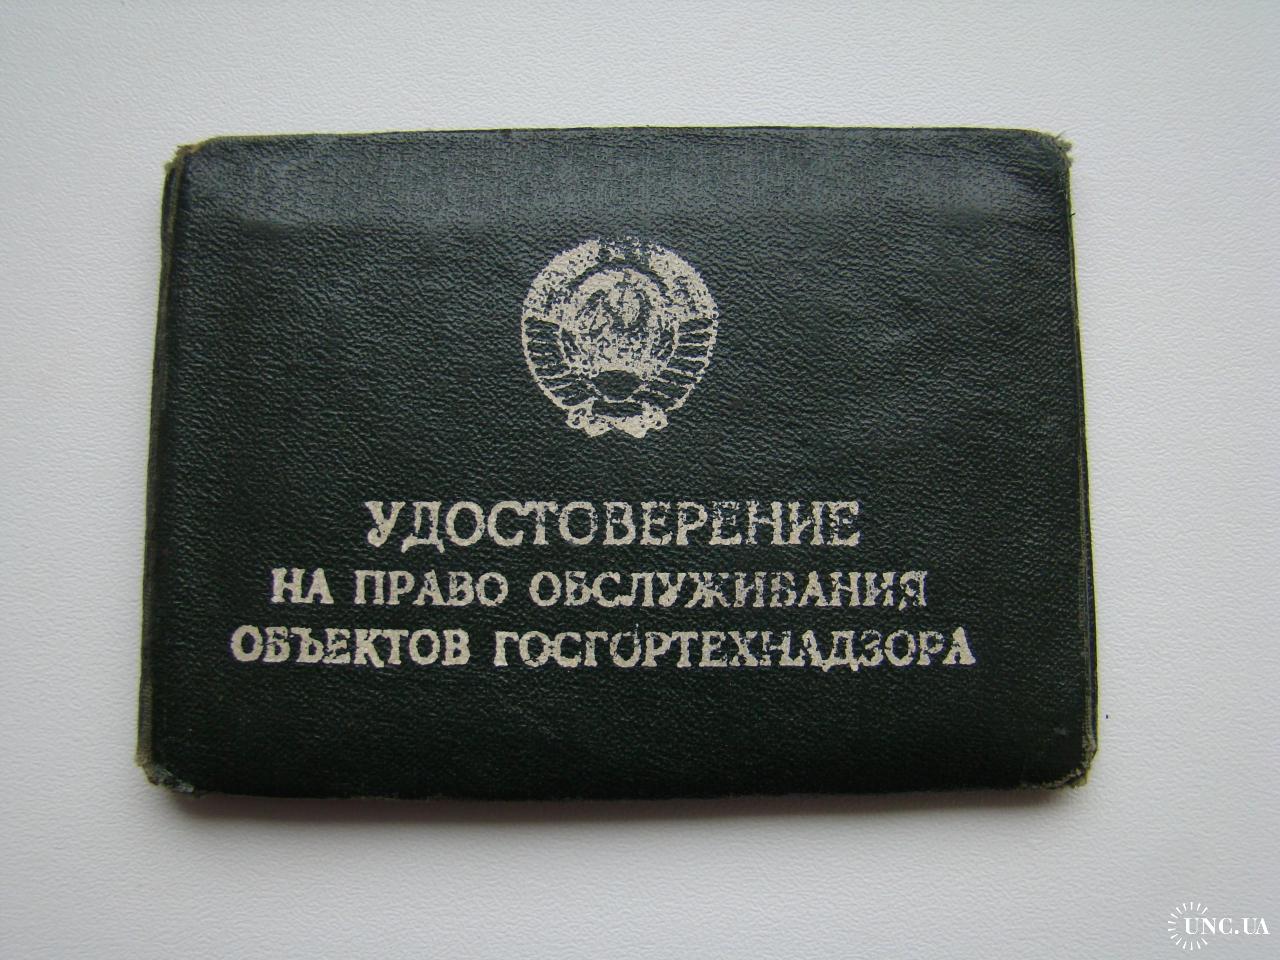 УДОСТОВЕРЕНИЕ
НА ПРАВО ОБСЛУЖИВАНИЯ
ОБЪЕКТОВ ГОСГОРТЕХНАДЗОРА
UNC.UA